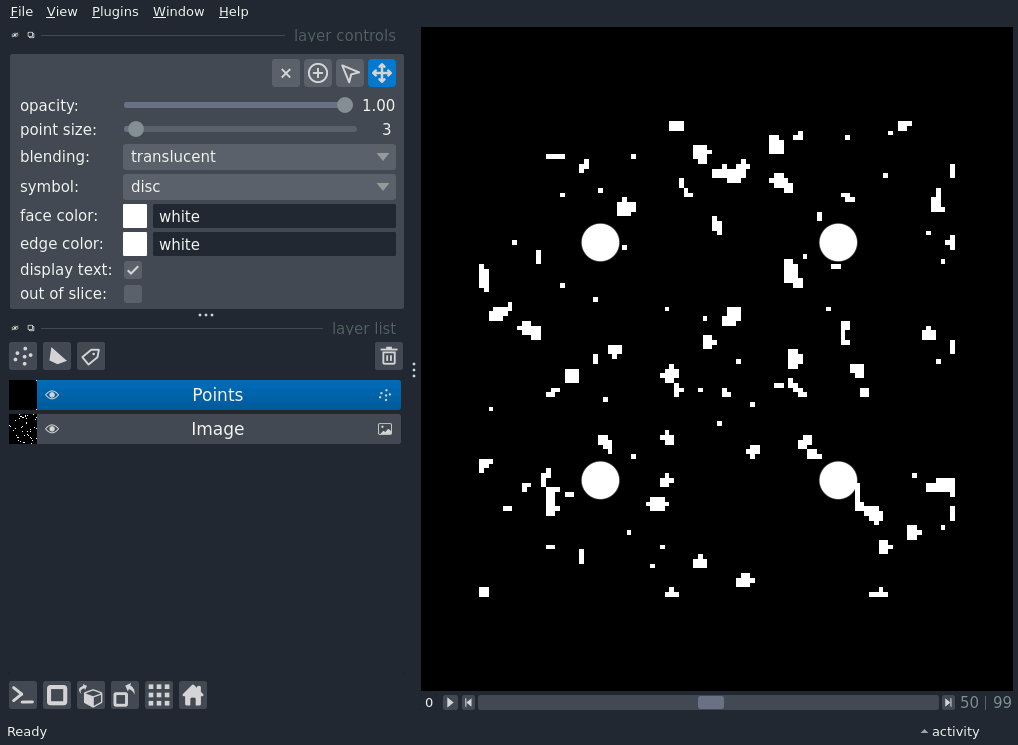 File View Plugins Window Help
layer controls
opacity: 1.00
point size: 3
blending: translucent
symbol: disc
face color: white
edge color: white
display text:
out of slice:
layer list
Points
Image
0 50 | 99
Ready activity